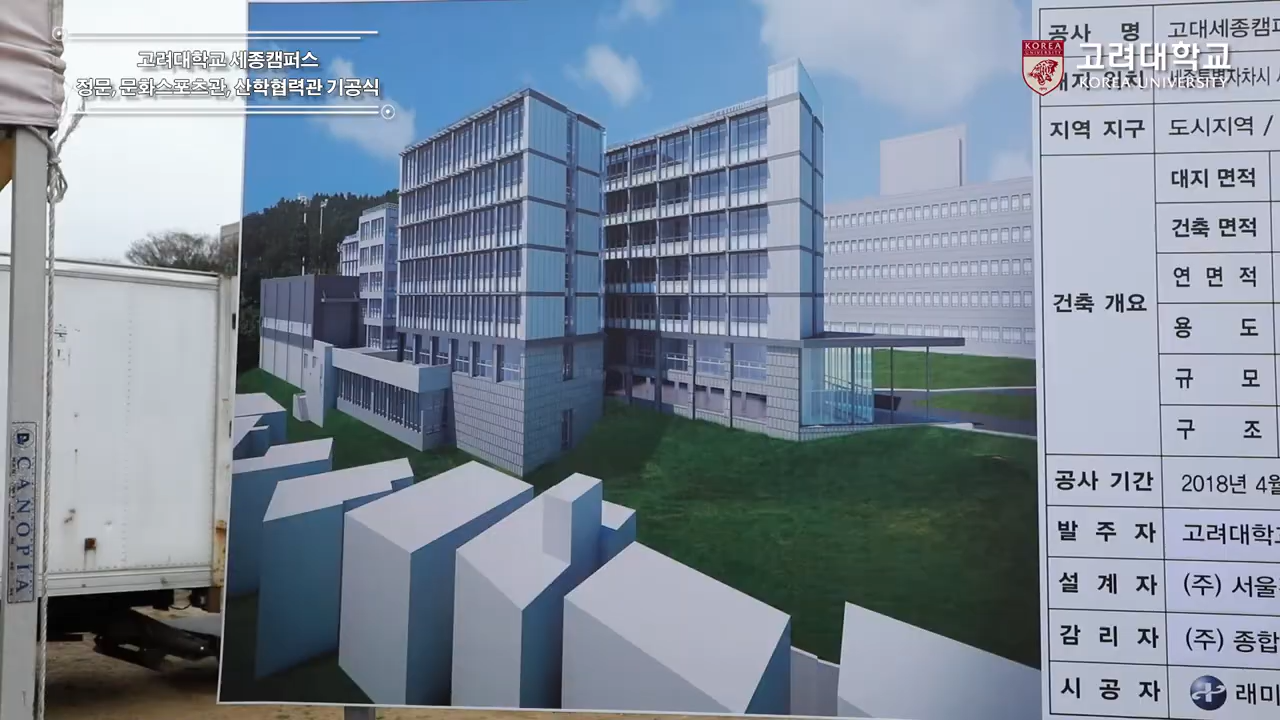 고려대학교 세종캠퍼스
정문, 문화스포츠관, 산학협력관 기공식
KOREA
UNIVERSITY
고려대학교
KOREA UNIVERSITY
공사 명 고대세종캠
지역 지구 도시지역 /
건축 개요
대지 면적
건축 면적
연 면 적
용 도
규 모
구 조
공사 기간 2018년 4월
발 주 자 고려대학교
설 계 자 (주) 서울
감 리 자 (주) 종합
시 공 자 래미
CANOPIA